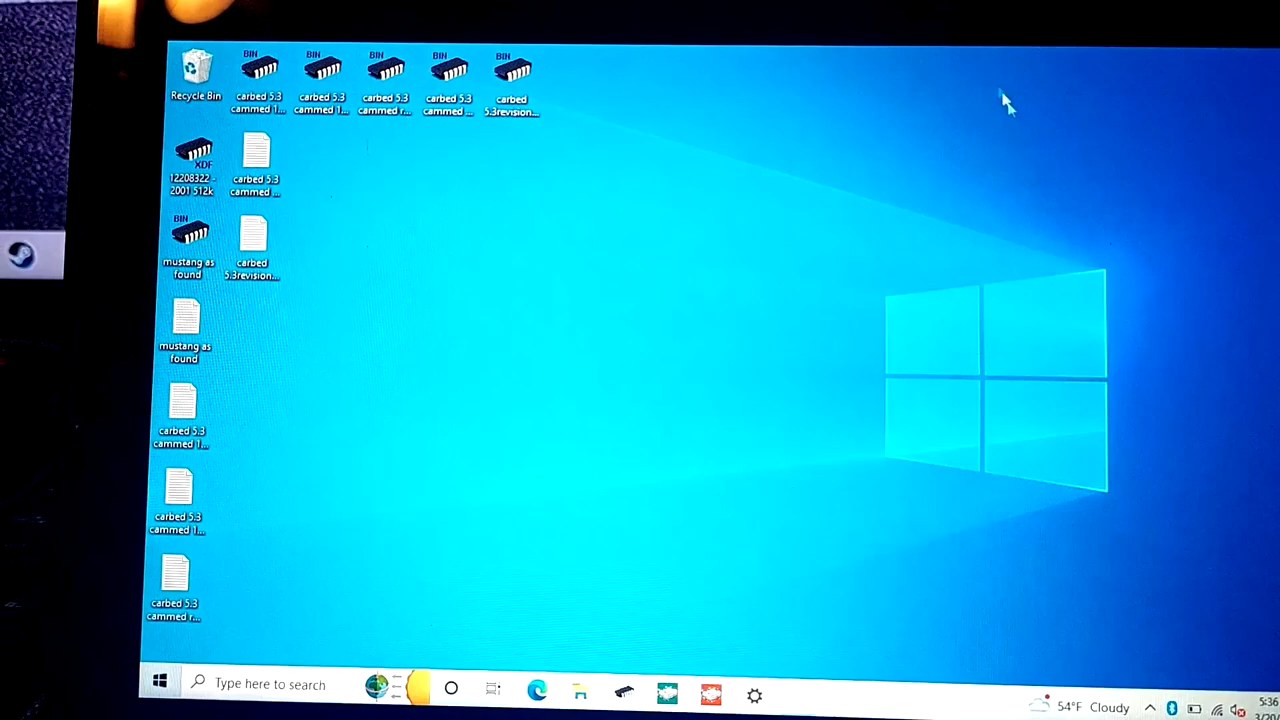 BIN
BIN
BIN
BIN
BIN
Recycle Bin
carbed 5.3
cammed 1...
carbed 5.3
cammed 1...
carbed 5.3
cammed r...
carbed 5.3
cammed ...
carbed
5.3revision...
XDF
12208322 -
2001 512k
carbed 5.3
cammed ...
BIN
mustang as
found
carbed
5.3revision...
mustang as
found
carbed 5.3
cammed 1...
carbed 5.3
cammed 1...
carbed 5.3
cammed r...
Type here to search
54°F Cloudy